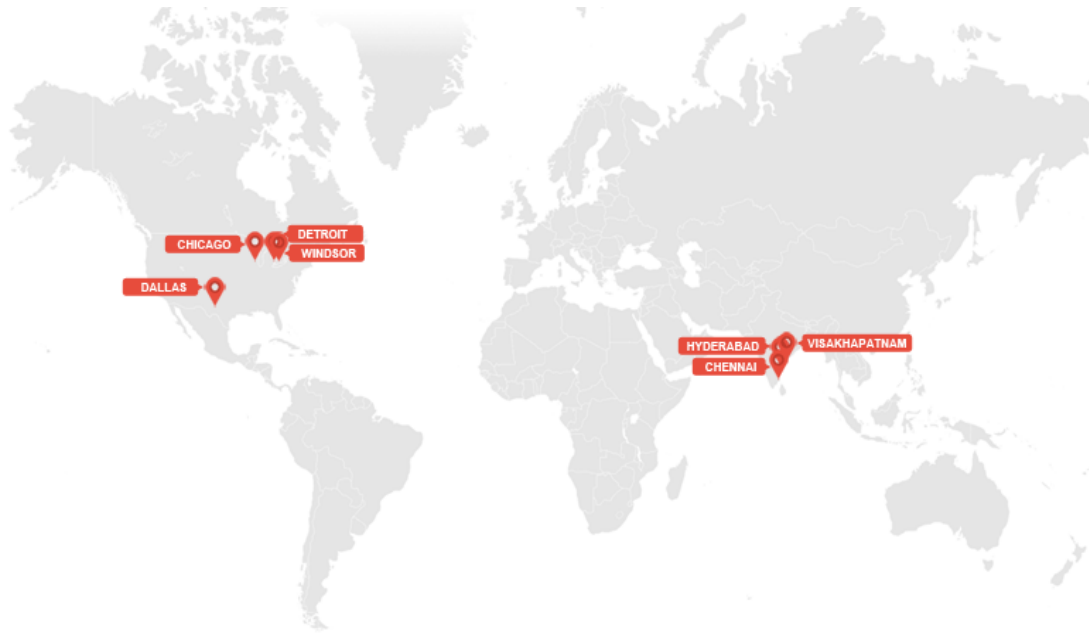 DETROIT
CHICAGO
WINDSOR
DALLAS
HYDERABAD
VISAKHAPATNAM
CHENNAI